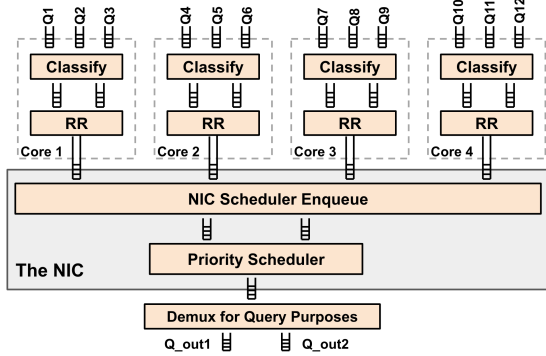 Q1 Q2 Q3 Q4 Q5 Q6 Q7 Q8 Q9 Q10 Q11 Q12
Classify Classify Classify Classify
RR RR RR RR
Core 1 Core 2 Core 3 Core 4
NIC Scheduler Enqueue
Priority Scheduler
The NIC
Demux for Query Purposes
Q_out1 Q_out2